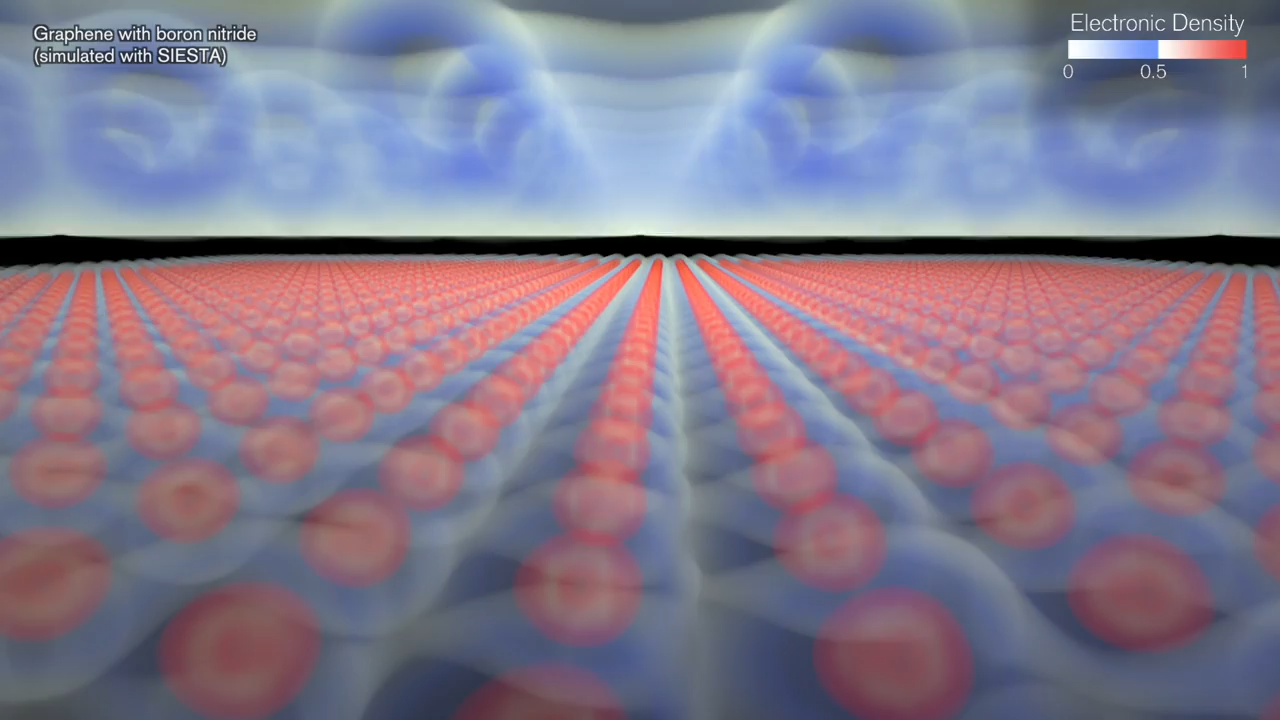 Graphene with boron nitride
(simulated with SIESTA)
Electronic Density
0 0.5 1